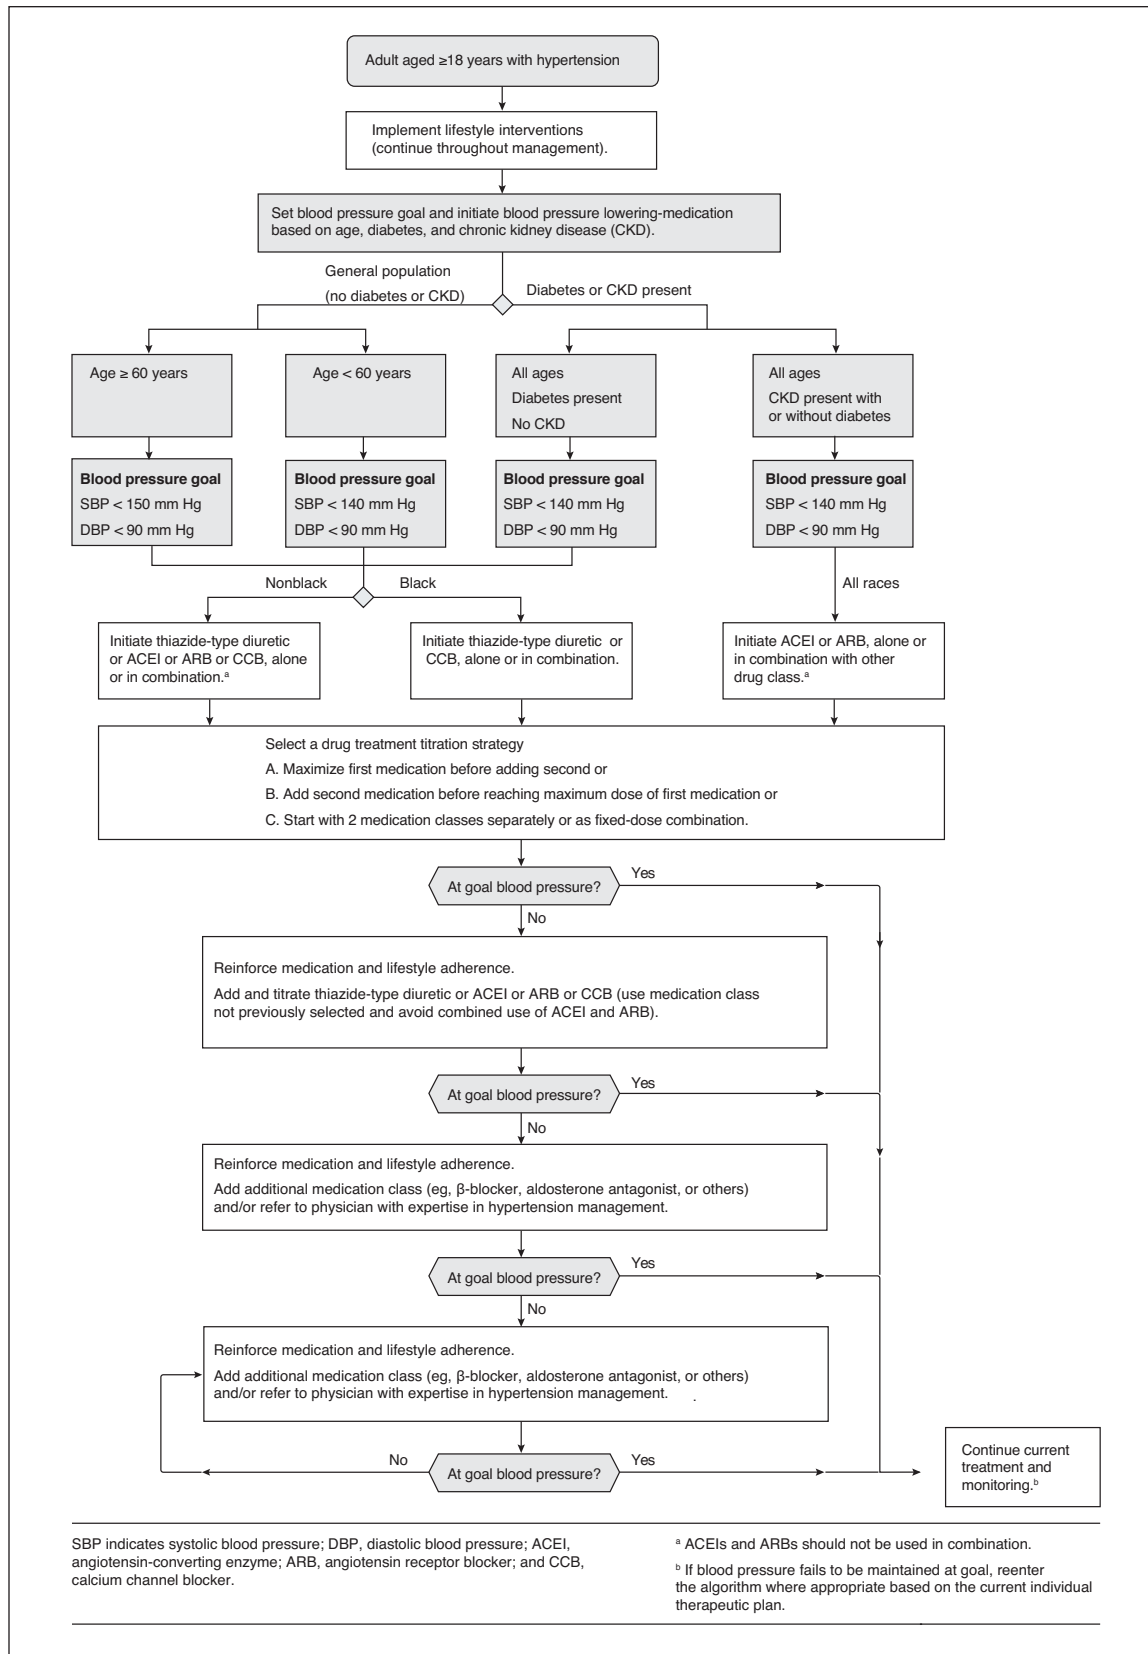 Adult aged ≥18 years with hypertension
Implement lifestyle interventions
(continue throughout management).
Set blood pressure goal and initiate blood pressure lowering-medication
based on age, diabetes, and chronic kidney disease (CKD).
General population
(no diabetes or CKD)
Diabetes or CKD present
Age ≥ 60 years
Age < 60 years
All ages
Diabetes present
No CKD
All ages
CKD present with
or without diabetes
Blood pressure goal
SBP < 150 mm Hg
DBP < 90 mm Hg
Blood pressure goal
SBP < 140 mm Hg
DBP < 90 mm Hg
Blood pressure goal
SBP < 140 mm Hg
DBP < 90 mm Hg
Blood pressure goal
SBP < 140 mm Hg
DBP < 90 mm Hg
Nonblack
Black
All races
Initiate thiazide-type diuretic
or ACEI or ARB or CCB, alone
or in combination.ᵃ
Initiate thiazide-type diuretic or
CCB, alone or in combination.
Initiate ACEI or ARB, alone or
in combination with other
drug class.ᵃ
Select a drug treatment titration strategy
A. Maximize first medication before adding second or
B. Add second medication before reaching maximum dose of first medication or
C. Start with 2 medication classes separately or as fixed-dose combination.
At goal blood pressure?
Yes
No
Reinforce medication and lifestyle adherence.
Add and titrate thiazide-type diuretic or ACEI or ARB or CCB (use medication class
not previously selected and avoid combined use of ACEI and ARB).
At goal blood pressure?
Yes
No
Reinforce medication and lifestyle adherence.
Add additional medication class (eg, β-blocker, aldosterone antagonist, or others)
and/or refer to physician with expertise in hypertension management.
At goal blood pressure?
Yes
No
Reinforce medication and lifestyle adherence.
Add additional medication class (eg, β-blocker, aldosterone antagonist, or others)
and/or refer to physician with expertise in hypertension management.
No
At goal blood pressure?
Yes
Continue current
treatment and
monitoring.ᵇ
SBP indicates systolic blood pressure; DBP, diastolic blood pressure; ACEI,
angiotensin-converting enzyme; ARB, angiotensin receptor blocker; and CCB,
calcium channel blocker.
ᵃ ACEIs and ARBs should not be used in combination.
ᵇ If blood pressure fails to be maintained at goal, reenter
the algorithm where appropriate based on the current individual
therapeutic plan.